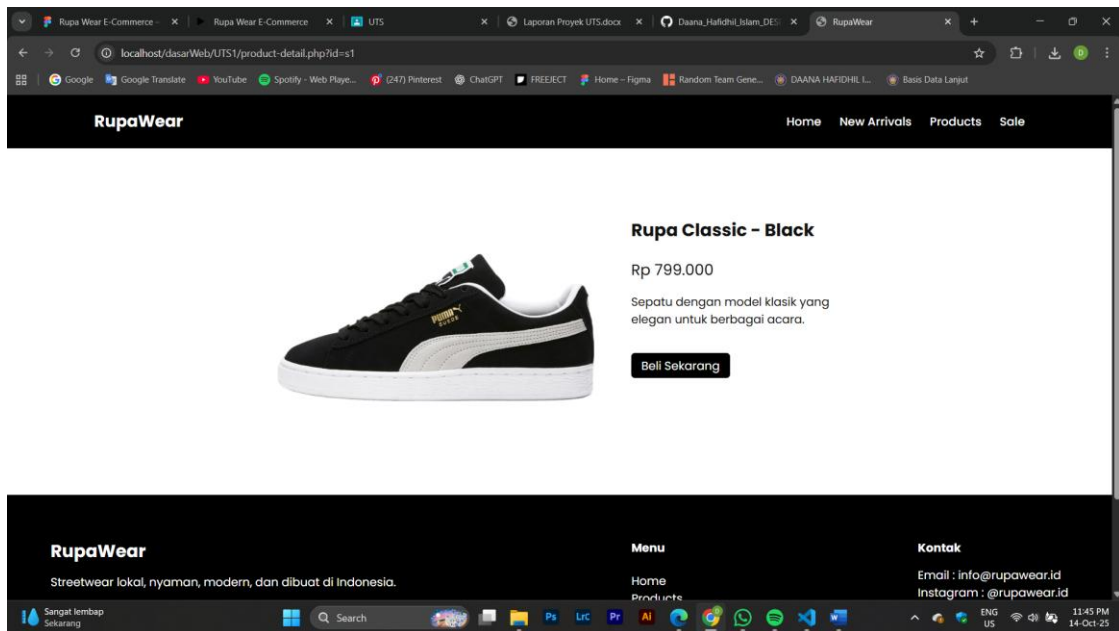 Rupa Wear E-Commerce -
Rupa Wear E-Commerce
UTS
Laporan Proyek UTS.docx
Daana_Hafidhil_Islam_DES
RupaWear
localhost/dasarWeb/UTS1/product-detail.php?id=s1
D
Google
Google Translate
YouTube
Spotify - Web Playe...
(247) Pinterest
ChatGPT
FREEJECT
Home – Figma
Random Team Gene...
DAANA HAFIDHIL I...
Basis Data Lanjut
RupaWear
Home
New Arrivals
Products
Sale
PUMA
SUEDE
Rupa Classic - Black
Rp 799.000
Sepatu dengan model klasik yang
elegan untuk berbagai acara.
Beli Sekarang
RupaWear
Streetwear lokal, nyaman, modern, dan dibuat di Indonesia.
Menu
Home
Products
Kontak
Email : info@rupawear.id
Instagram : @rupawear.id
Sangat lembap
Sekarang
Search
Ps
LrC
Pr
Ai
ENG
US
11:45 PM
14-Oct-25